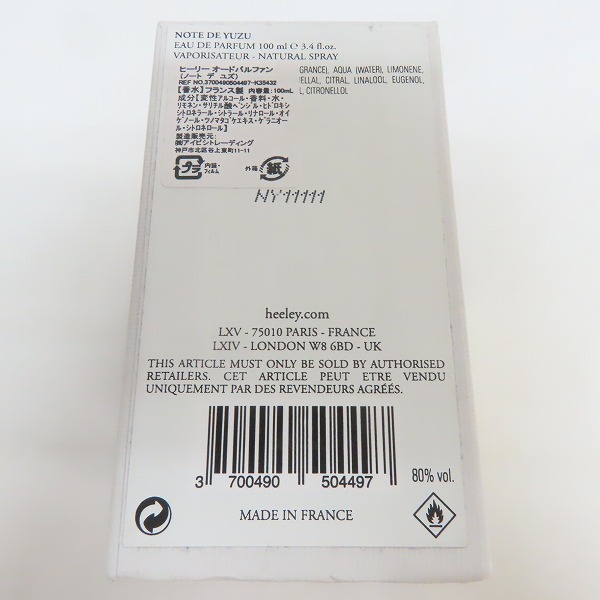 NOTE DE YUZU
EAU DE PARFUM 100 ml ℮ 3.4 fl.oz.
VAPORISATEUR - NATURAL SPRAY
ヒーリー オードパルファン
(ノート デ ユズ)
REF NO.3700490504497-K35432
【香水】フランス製 内容量:100mL
成分【変性アルコール・香料・水・
リモネン・サリチル酸ベンジル・ヒドロキシ
シトロネラール・シトラール・リナロール・オイ
ゲノール・ツノマタゴケエキス・ゲラニオー
ル・シトロネロール】
製造販売元:
㈱アイビシトレーディング
神戸市北区谷上東町11-11
プラ
内装・フィルム
外箱
紙
GRANCE), AQUA (WATER), LIMONENE,
ELLAL, CITRAL, LINALOOL, EUGENOL,
L, CITRONELLOL
NY11111
heeley.com
LXV - 75010 PARIS - FRANCE
LXIV - LONDON W8 6BD - UK
THIS ARTICLE MUST ONLY BE SOLD BY AUTHORISED
RETAILERS. CET ARTICLE PEUT ETRE VENDU
UNIQUEMENT PAR DES REVENDEURS AGRÉÉS.
3 700490 504497
80% vol.
MADE IN FRANCE